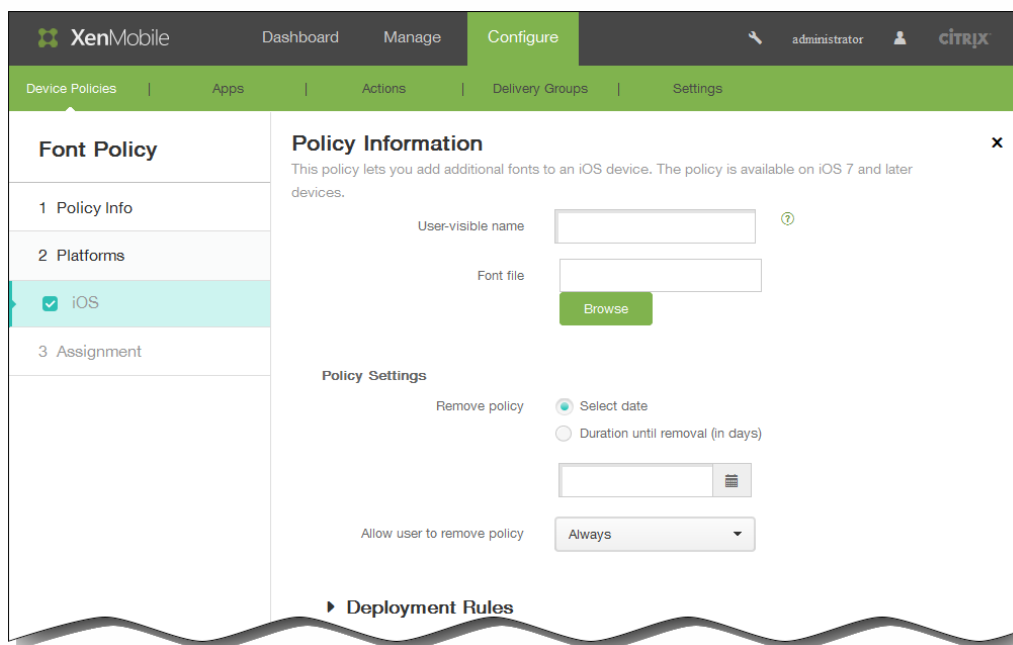 XenMobile Dashboard Manage Configure administrator CİTRIX
Device Policies | Apps | Actions | Delivery Groups | Settings
Font Policy
1 Policy Info
2 Platforms
iOS
3 Assignment
Policy Information
This policy lets you add additional fonts to an iOS device. The policy is available on iOS 7 and later
devices.
User-visible name
?
Font file
Browse
Policy Settings
Remove policy
Select date
Duration until removal (in days)
Allow user to remove policy
Always
Deployment Rules